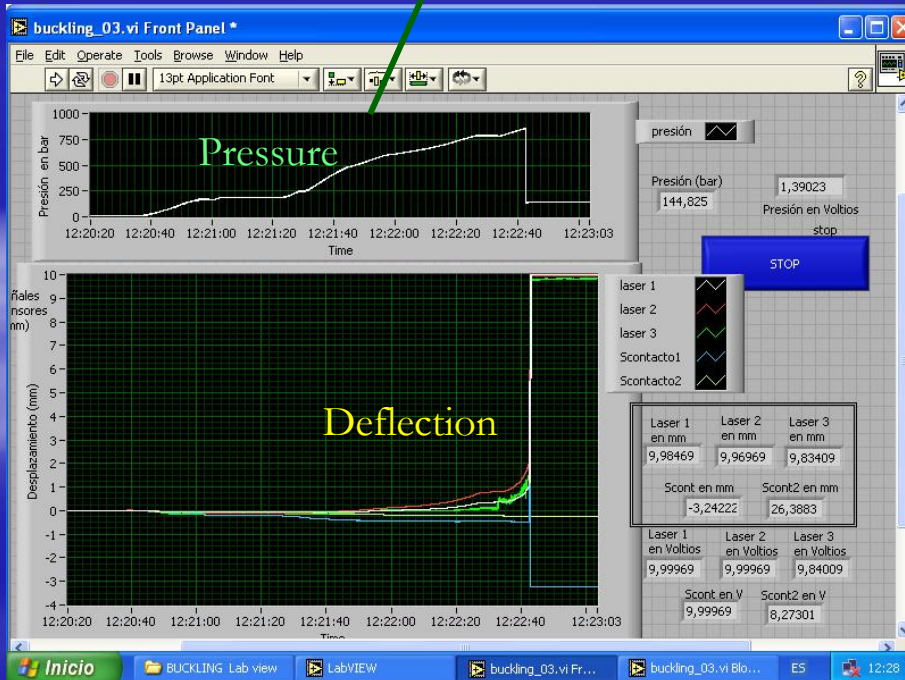 buckling_03.vi Front Panel *
File Edit Operate Tools Browse Window Help
13pt Application Font
?
Presión en bar
1000
750
500
250
0
Pressure
12:20:20 12:20:40 12:21:00 12:21:20 12:21:40 12:22:00 12:22:20 12:22:40 12:23:03
Time
presión
Presión (bar)
144,825
1,39023
Presión en Voltios
stop
STOP
ñales
nsores
Desplazamiento (mm)
10
9
8
7
6
5
4
3
2
1
0
-1
-2
-3
-4
Deflection
12:20:20 12:20:40 12:21:00 12:21:20 12:21:40 12:22:00 12:22:20 12:22:40 12:23:03
Time
laser 1
laser 2
laser 3
Scontacto1
Scontacto2
Laser 1 Laser 2 Laser 3
en mm en mm en mm
9,98469 9,96969 9,83409
Scont en mm Scont2 en mm
-3,24222 26,3883
Laser 1 Laser 2 Laser 3
en Voltios en Voltios en Voltios
9,99969 9,99969 9,84009
Scont en V Scont2 en V
9,99969 8,27301
Inicio BUCKLING Lab view LabVIEW buckling_03.vi Fr... buckling_03.vi Blo... ES 12:28